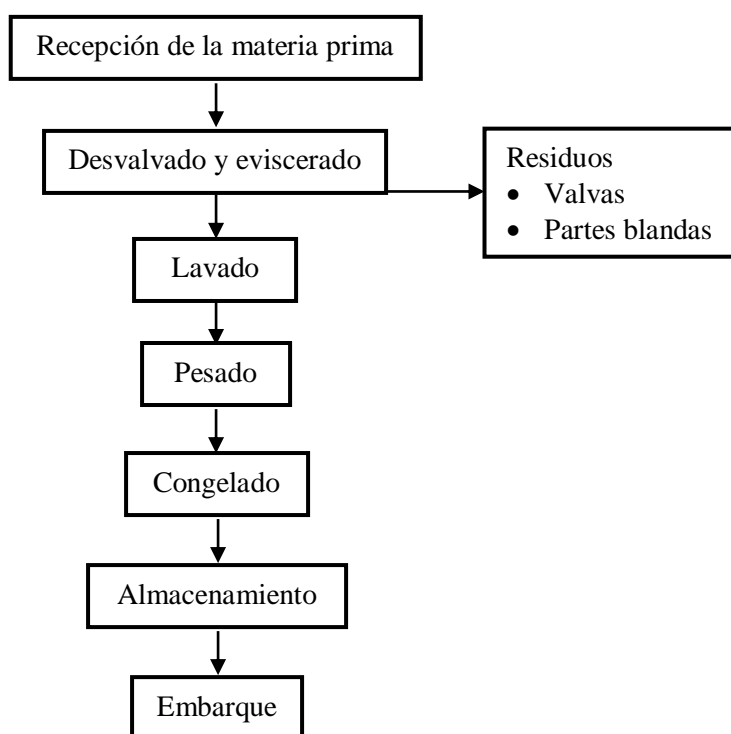 Recepción de la materia prima
Desvalvado y eviscerado
Residuos
• Valvas
• Partes blandas
Lavado
Pesado
Congelado
Almacenamiento
Embarque